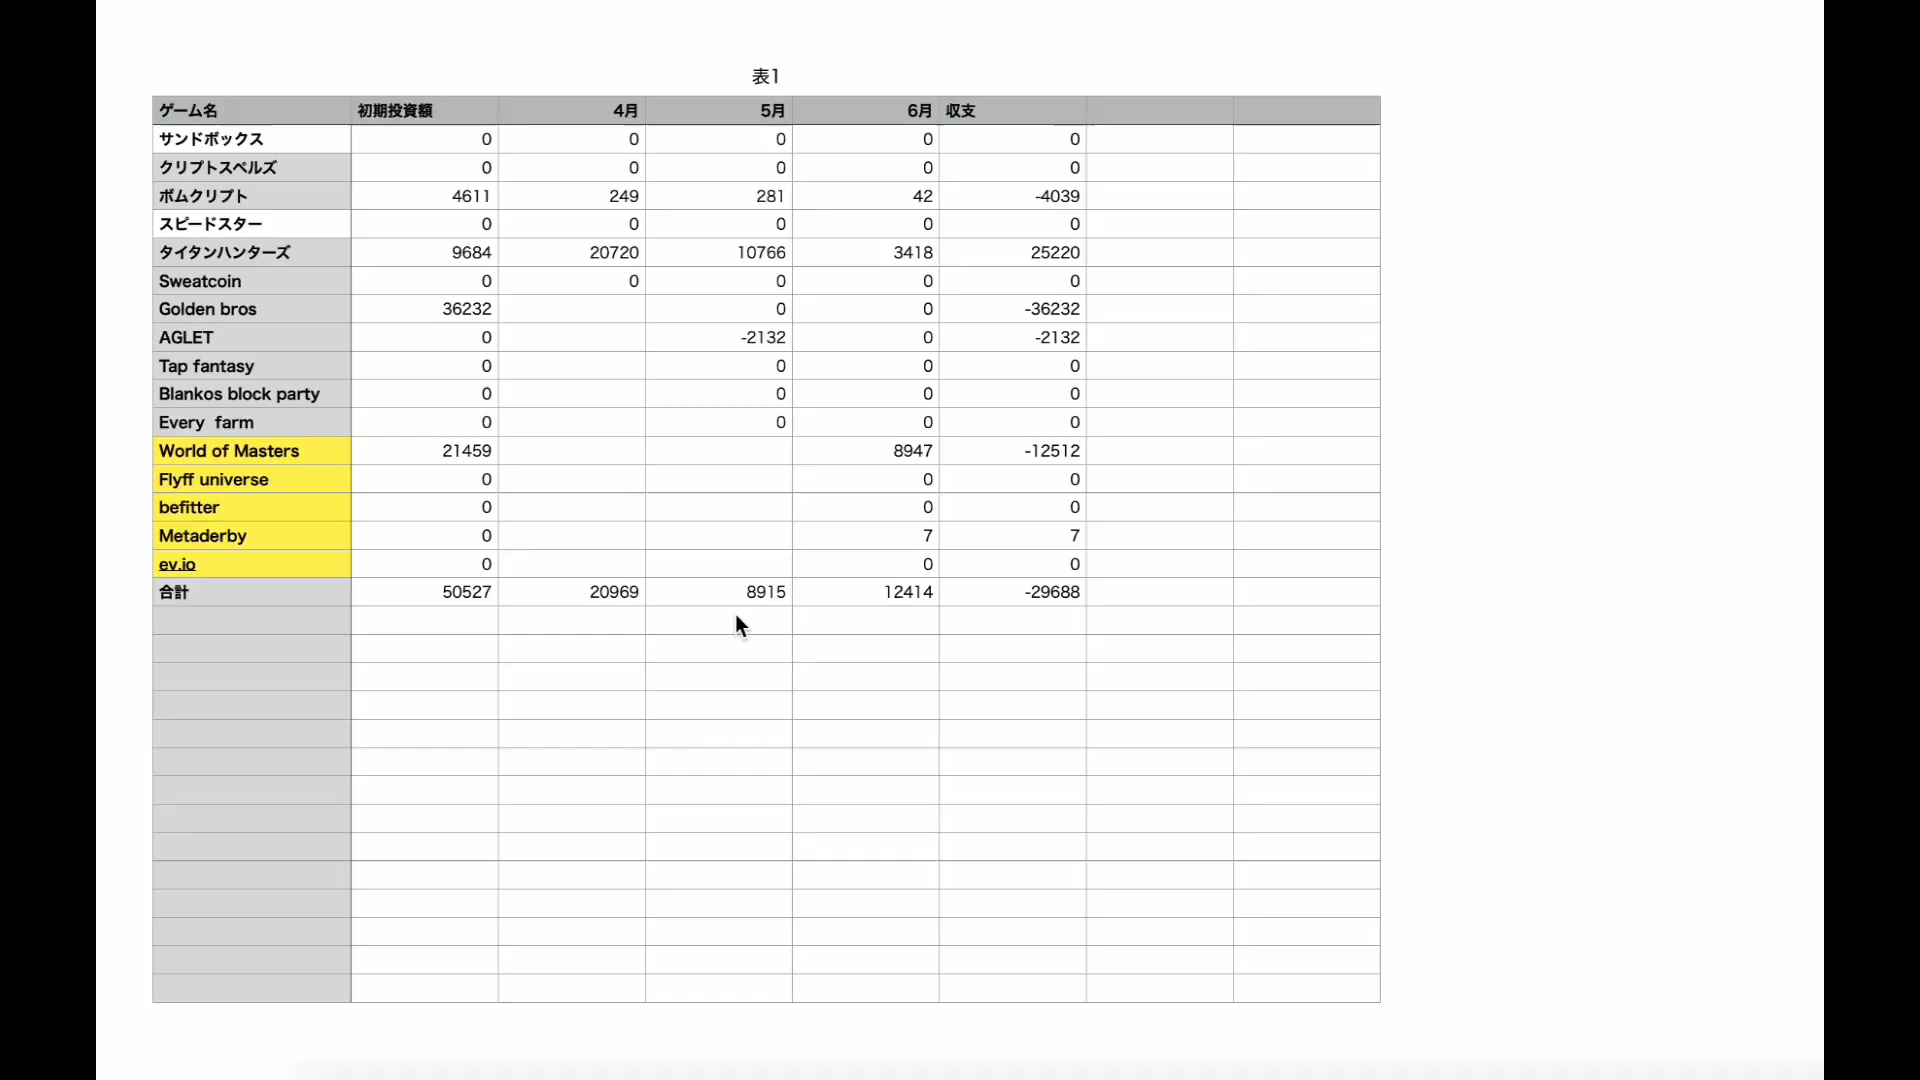 表1
ゲーム名 初期投資額 4月 5月 6月 収支
サンドボックス 0 0 0 0 0
クリプトスペルズ 0 0 0 0 0
ボムクリプト 4611 249 281 42 -4039
スピードスター 0 0 0 0 0
タイタンハンターズ 9684 20720 10766 3418 25220
Sweatcoin 0 0 0 0 0
Golden bros 36232 0 0 -36232
AGLET 0 -2132 0 -2132
Tap fantasy 0 0 0 0
Blankos block party 0 0 0 0
Every farm 0 0 0 0
World of Masters 21459 8947 -12512
Flyff universe 0 0 0
befitter 0 0 0
Metaderby 0 7 7
ev.io 0 0 0
合計 50527 20969 8915 12414 -29688